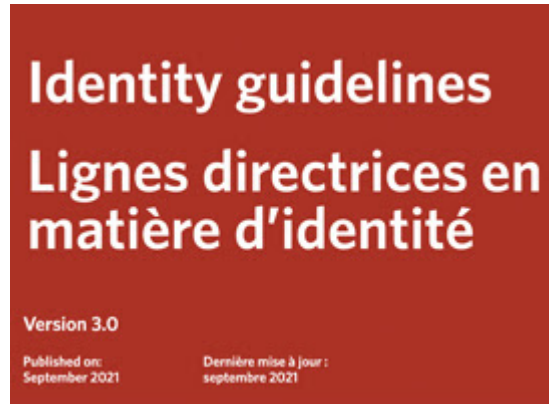 Identity guidelines
Lignes directrices en
matière d'identité
Version 3.0
Published on:
September 2021
Dernière mise à jour :
septembre 2021